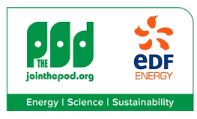 THE POD
jointhepod.org
eDF
ENERGY
Energy | Science | Sustainability